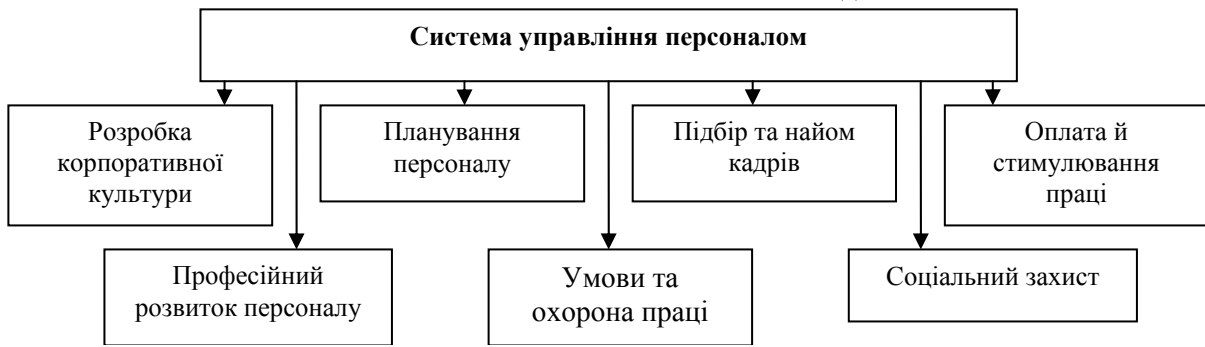 Система управління персоналом
Розробка
корпоративної
культури
Планування
персоналу
Підбір та найом
кадрів
Оплата й
стимулювання
праці
Професійний
розвиток персоналу
Умови та
охорона праці
Соціальний захист